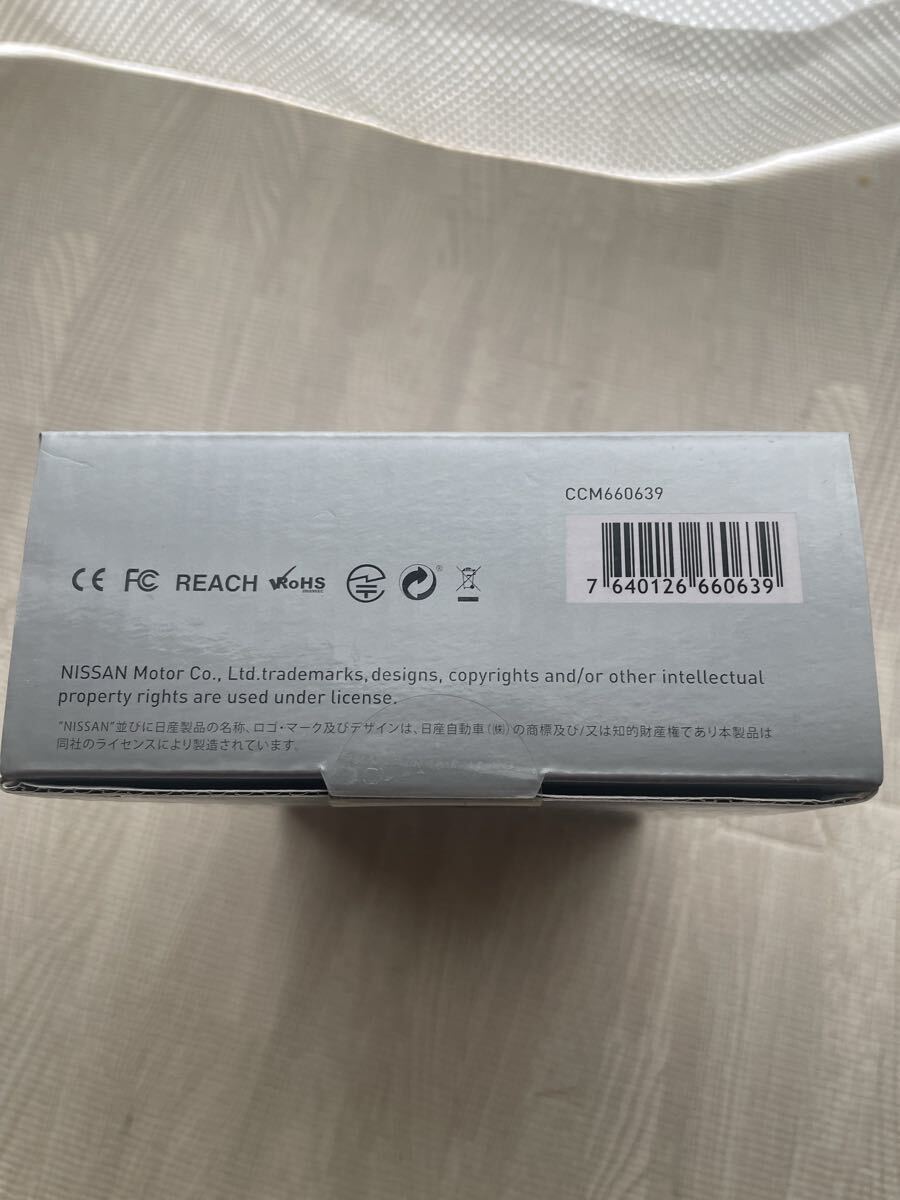 CCM660639
7 640126 660639
CE FC REACH RoHS
NISSAN Motor Co., Ltd.trademarks, designs, copyrights and/or other intellectual
property rights are used under license.
"NISSAN"並びに日産製品の名称、ロゴ・マーク及びデザインは、日産自動車(㈱)の商標及び/又は知的財産権であり本製品は
同社のライセンスにより製造されています。